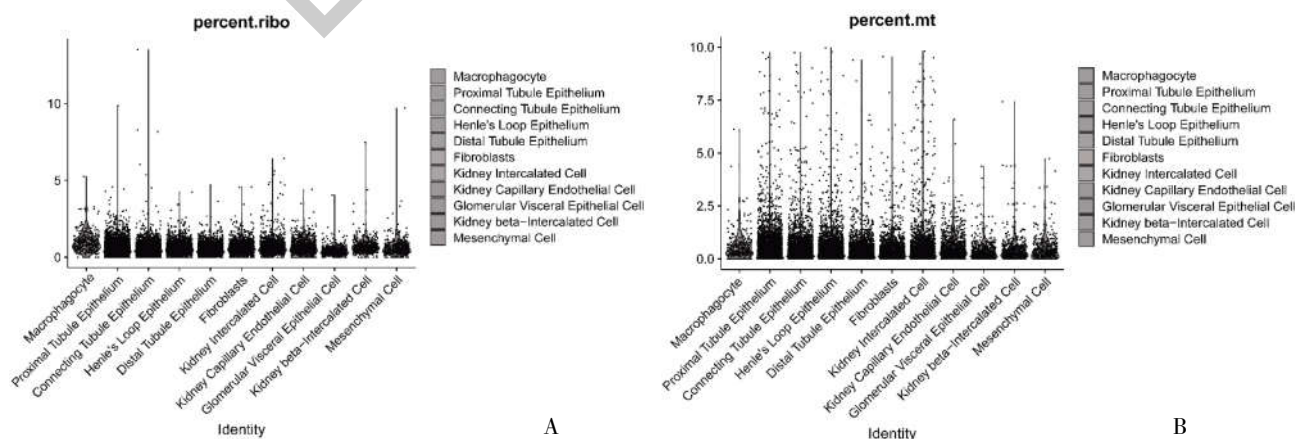 percent.ribo
10
5
0
Macrophagocyte
Proximal Tubule Epithelium
Connecting Tubule Epithelium
Henle's Loop Epithelium
Distal Tubule Epithelium
Fibroblasts
Kidney Intercalated Cell
Kidney Capillary Endothelial Cell
Glomerular Visceral Epithelial Cell
Kidney beta−Intercalated Cell
Mesenchymal Cell
Identity
Macrophagocyte
Proximal Tubule Epithelium
Connecting Tubule Epithelium
Henle's Loop Epithelium
Distal Tubule Epithelium
Fibroblasts
Kidney Intercalated Cell
Kidney Capillary Endothelial Cell
Glomerular Visceral Epithelial Cell
Kidney beta−Intercalated Cell
Mesenchymal Cell
A
percent.mt
10.0
7.5
5.0
2.5
0.0
Macrophagocyte
Proximal Tubule Epithelium
Connecting Tubule Epithelium
Henle's Loop Epithelium
Distal Tubule Epithelium
Fibroblasts
Kidney Intercalated Cell
Kidney Capillary Endothelial Cell
Glomerular Visceral Epithelial Cell
Kidney beta−Intercalated Cell
Mesenchymal Cell
Identity
Macrophagocyte
Proximal Tubule Epithelium
Connecting Tubule Epithelium
Henle's Loop Epithelium
Distal Tubule Epithelium
Fibroblasts
Kidney Intercalated Cell
Kidney Capillary Endothelial Cell
Glomerular Visceral Epithelial Cell
Kidney beta−Intercalated Cell
Mesenchymal Cell
B